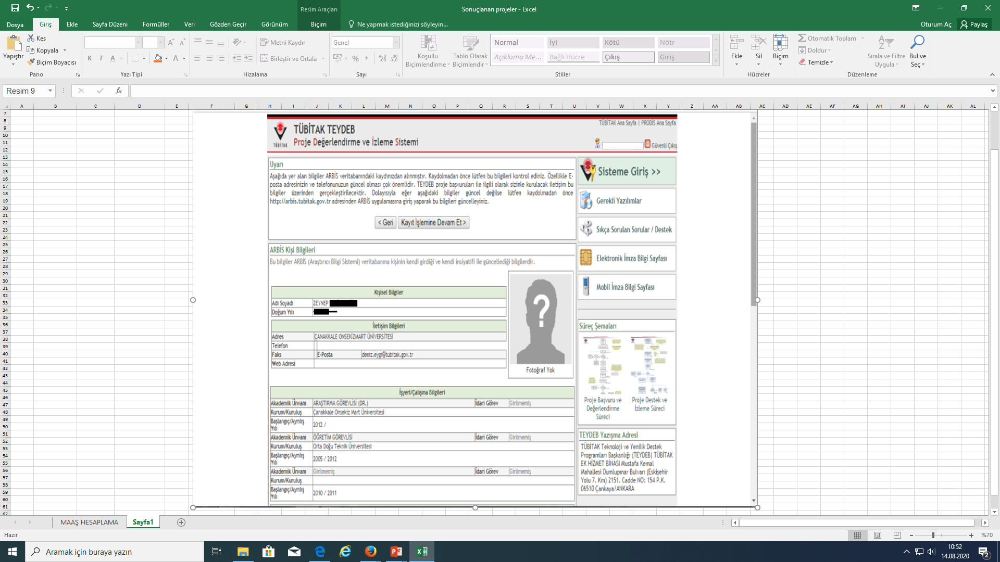 Resim Araçları
Sonuçlanan projeler - Excel
Dosya Giriş Ekle Sayfa Düzeni Formüller Veri Gözden Geçir Görünüm Biçim Ne yapmak istediğinizi söyleyin... Oturum Aç Paylaş
Yapıştır
Kes
Kopyala
Biçim Boyacısı
Pano
K T A
Yazı Tipi
Metni Kaydır
Birleştir ve Ortala
Hizalama
Genel
Sayı
Koşullu Biçimlendirme
Tablo Olarak Biçimlendir
Normal İyi Kötü Nötr
Açıklama Me... Bağlı Hücre Çıkış Giriş
Stiller
Ekle Sil Biçim
Hücreler
Otomatik Toplam
Doldur
Temizle
Sırala ve Filtre Uygula
Bul ve Seç
Düzenleme
Resim 9 fx
A B C D E F G H I J K L M N O P Q R S T U V W X Y Z AA AB AC AD AE AF AG AH AI AJ AK AL
7
8
9
10
11
12
13
14
15
16
17
18
19
20
21
22
23
24
25
26
27
28
29
30
31
32
33
34
35
36
37
38
39
40
41
42
43
44
45
46
47
48
49
50
51
52
53
54
55
56
57
58
59
60
61
62
TÜBİTAK
TÜBİTAK TEYDEB
Proje Değerlendirme ve İzleme Sistemi
TÜBİTAK Ana Sayfa | PRODİS Ana Sayfa
Güvenli Çıkış
Uyarı
Aşağıda yer alan bilgiler ARBİS veritabanındaki kaydınızdan alınmıştır. Kaydolmadan önce lütfen bu bilgileri kontrol ediniz. Özellikle E-
posta adresinizin ve telefonunuzun güncel olması çok önemlidir. TEYDEB proje başvuruları ile ilgili olarak sizinle kurulacak iletişim bu
bilgiler üzerinden gerçekleştirilecektir. Dolayısıyla eğer aşağıdaki bilgiler güncel değilse lütfen kaydolmadan önce
http://arbis.tubitak.gov.tr adresinden ARBİS uygulamasına giriş yaparak bu bilgileri güncelleyiniz.
< Geri Kayıt İşlemine Devam Et >
ARBİS Kişi Bilgileri
Bu bilgiler ARBİS (Araştırıcı Bilgi Sistemi) veritabanına kişinin kendi girdiği ve kendi insiyatifi ile güncellediği bilgilerdir.
Kişisel Bilgiler
Adı Soyadı ZEYNEP
Doğum Yılı
İletişim Bilgileri
Adres ÇANAKKALE ONSEKİZMART ÜNİVERSİTESİ
Telefon
Faks E-Posta deniz.eygi@tubitak.gov.tr
Web Adresi
Fotoğraf Yok
İşyeri/Çalışma Bilgileri
Akademik Ünvanı ARAŞTIRMA GÖREVLİSİ (DR.) İdari Görev Girilmemiş
Kurum/Kuruluş Çanakkale Onsekiz Mart Üniversitesi
Başlangıç/Ayrılış Yılı 2012 /
Akademik Ünvanı ÖĞRETİM GÖREVLİSİ İdari Görev Girilmemiş
Kurum/Kuruluş Orta Doğu Teknik Üniversitesi
Başlangıç/Ayrılış Yılı 2005 / 2012
Akademik Ünvanı Girilmemiş İdari Görev Girilmemiş
Kurum/Kuruluş
Başlangıç/Ayrılış Yılı 2010 / 2011
Sisteme Giriş >>
Gerekli Yazılımlar
Sıkça Sorulan Sorular / Destek
Elektronik İmza Bilgi Sayfası
Mobil İmza Bilgi Sayfası
Süreç Şemaları
Proje Başvuru ve Değerlendirme Süreci
Proje Destek ve İzleme Süreci
TEYDEB Yazışma Adresi
TÜBİTAK Teknoloji ve Yenilik Destek
Programları Başkanlığı (TEYDEB) TÜBİTAK
EK HİZMET BİNASI Mustafa Kemal
Mahallesi Dumlupınar Bulvarı (Eskişehir
Yolu 7. Km) 2151. Cadde NO: 154 P.K.
06510 Çankaya/ANKARA
MAAŞ HESAPLAMA Sayfa1
Hazır
%70
Aramak için buraya yazın
10:52
14.08.2020
2